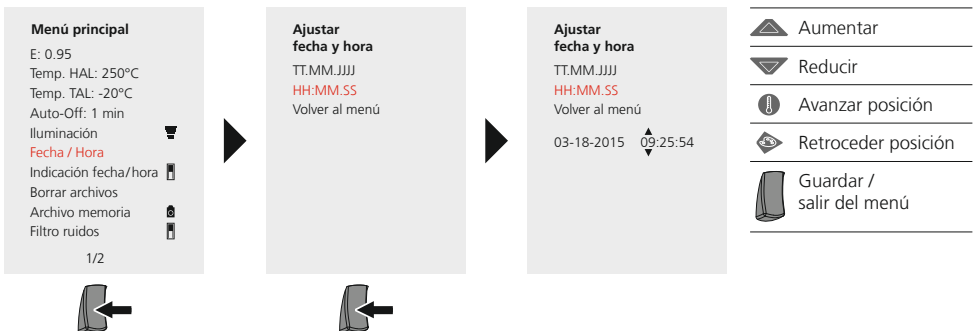 Menú principal
E: 0.95
Temp. HAL: 250°C
Temp. TAL: -20°C
Auto-Off: 1 min
Iluminación
Fecha / Hora
Indicación fecha/hora
Borrar archivos
Archivo memoria
Filtro ruidos
1/2
Ajustar
fecha y hora
TT.MM.JJJJ
HH:MM.SS
Volver al menú
Ajustar
fecha y hora
TT.MM.JJJJ
HH:MM.SS
Volver al menú
03-18-2015 09:25:54
Aumentar
Reducir
Avanzar posición
Retroceder posición
Guardar /
salir del menú